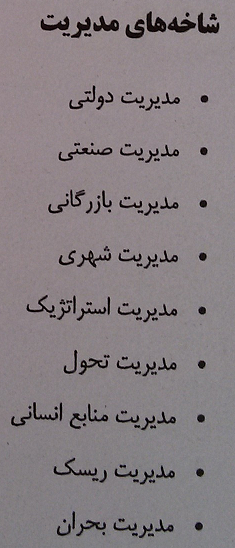 شاخه‌های مدیریت
• مدیریت دولتی
• مدیریت صنعتی
• مدیریت بازرگانی
• مدیریت شهری
• مدیریت استراتژیک
• مدیریت تحول
• مدیریت منابع انسانی
• مدیریت ریسک
• مدیریت بحران